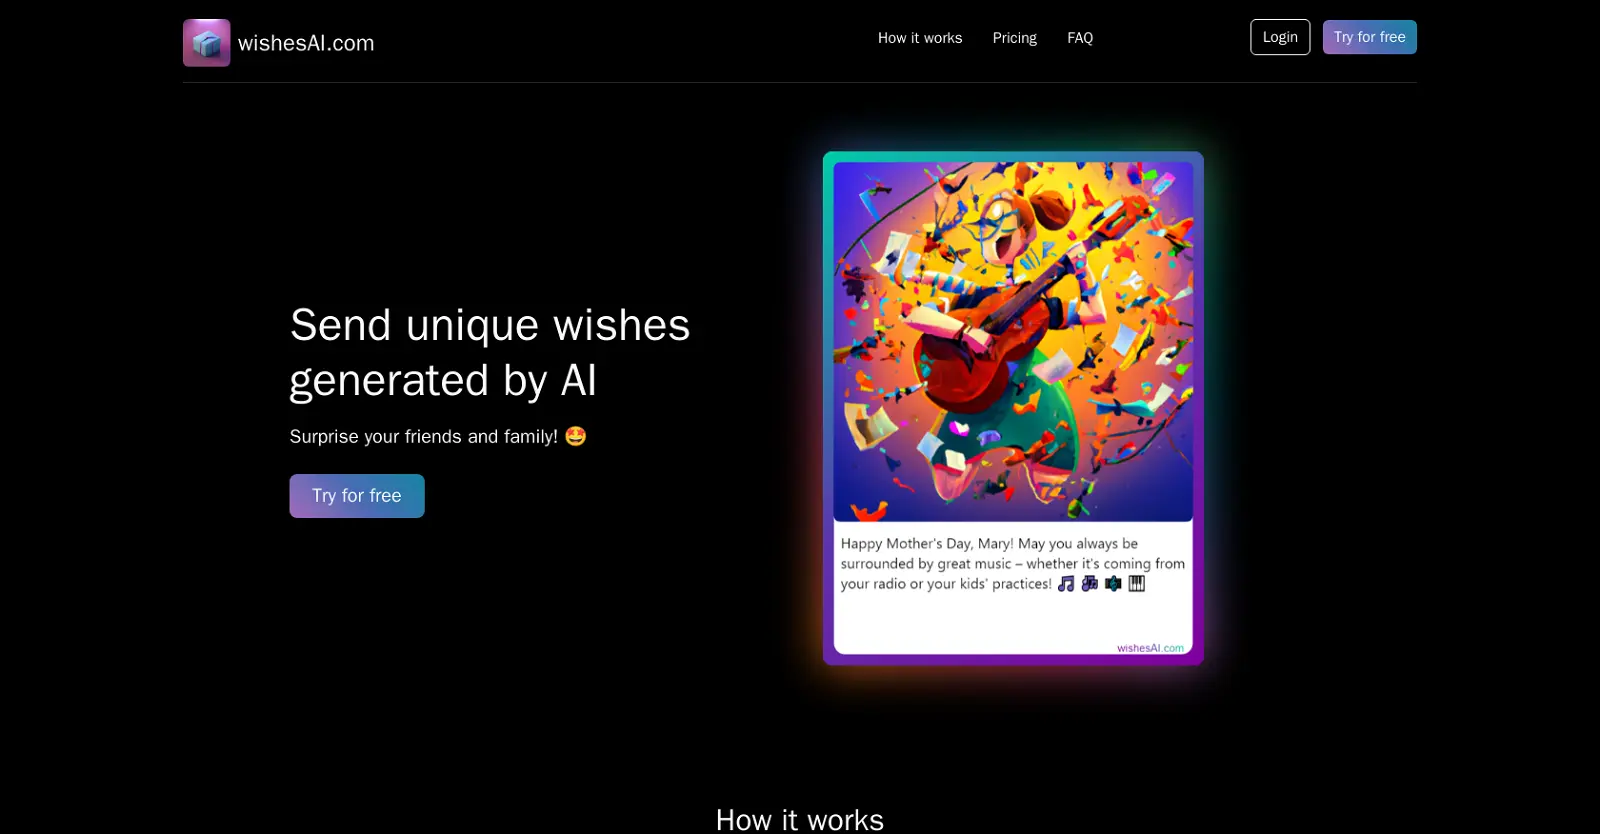 wishesAI.com
How it works
Pricing
FAQ
Login
Try for free
Send unique wishes
generated by AI
Surprise your friends and family! 🤩
Try for free
Happy Mother's Day, Mary! May you always be
surrounded by great music – whether it's coming from
your radio or your kids' practices! 🎵 🎶 🎼 🎹
wishesAI.com
How it works